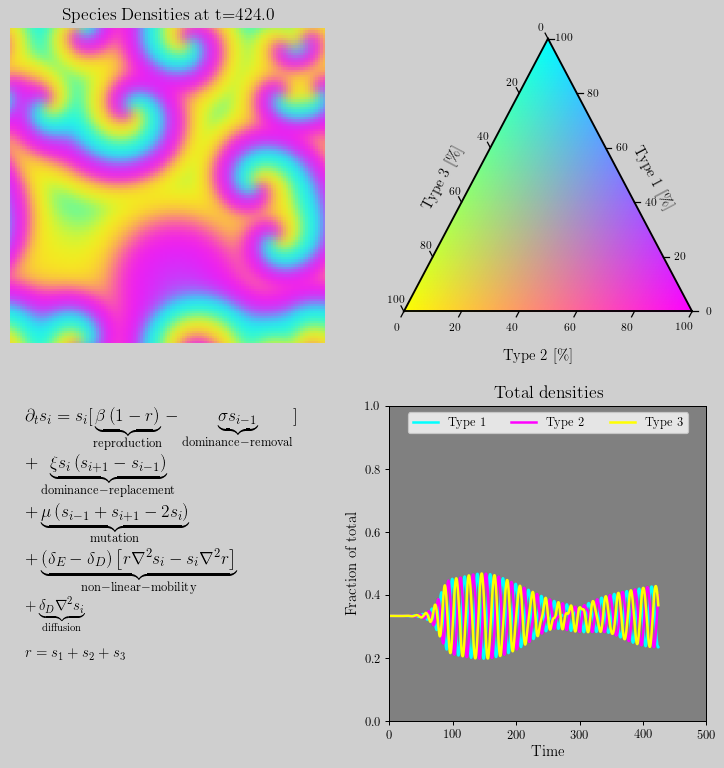 Species Densities at t=424.0
0
100
20
80
40
60
Type 3 [%]
Type 1 [%]
60
40
80
20
100
0
0 20 40 60 80 100
Type 2 [%]
∂ₜsᵢ = sᵢ[ β (1 − r) − σsᵢ₋₁ ]
reproduction dominance−removal
+ ξsᵢ (sᵢ₊₁ − sᵢ₋₁)
dominance−replacement
+ μ (sᵢ₋₁ + sᵢ₊₁ − 2sᵢ)
mutation
+ (δ_E − δ_D) [r∇²sᵢ − sᵢ∇²r]
non−linear−mobility
+ δ_D ∇²sᵢ
diffusion
r = s₁ + s₂ + s₃
Total densities
Type 1 Type 2 Type 3
Fraction of total
1.0
0.8
0.6
0.4
0.2
0.0
0 100 200 300 400 500
Time